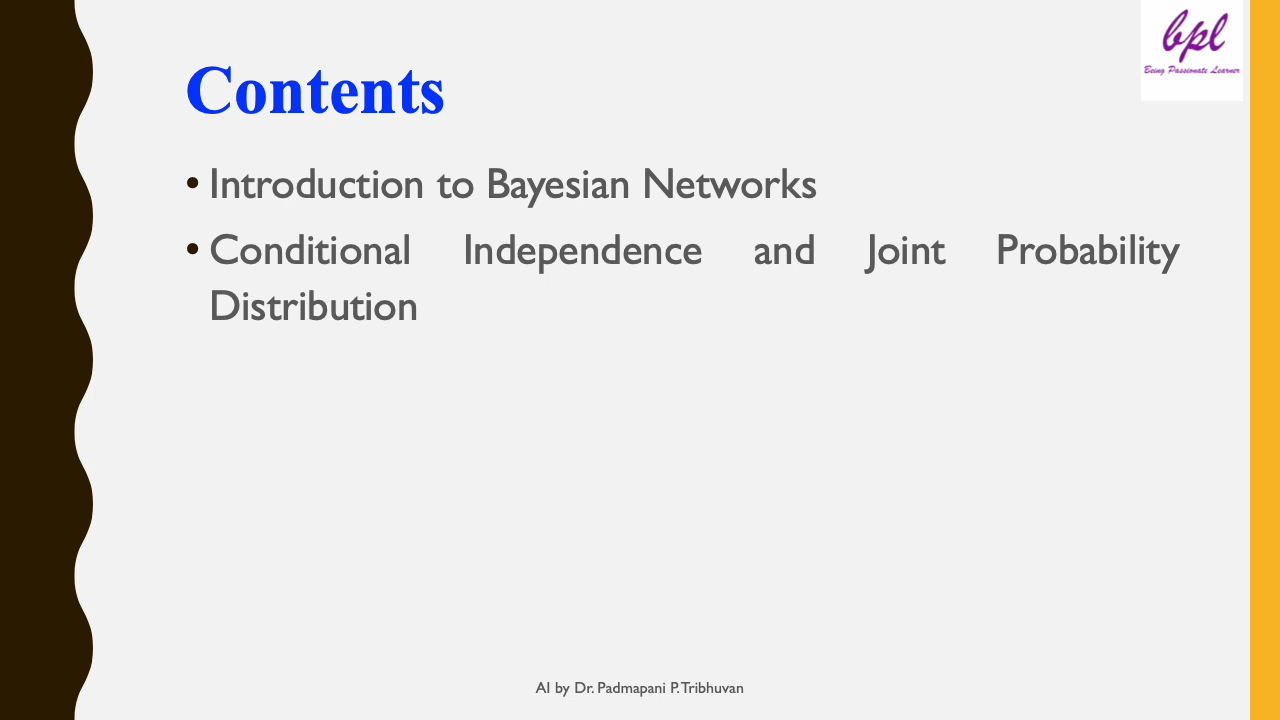 bpl
Being Passionate Learner
Contents
• Introduction to Bayesian Networks
• Conditional Independence and Joint Probability
Distribution
AI by Dr. Padmapani P. Tribhuvan